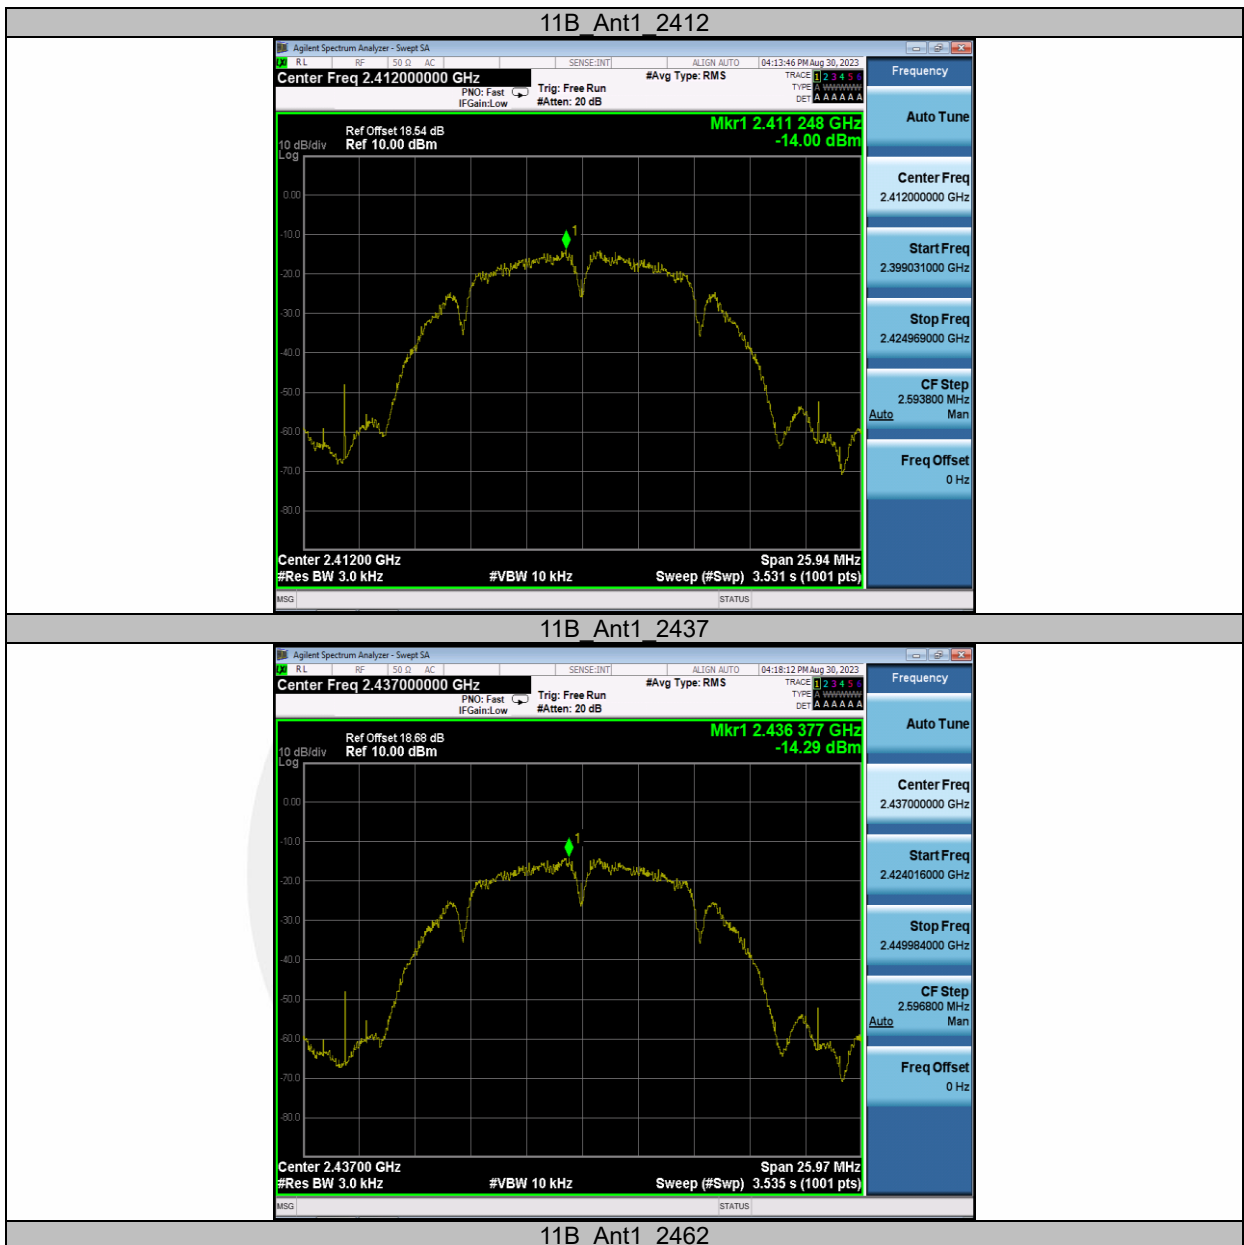 11B_Ant1_2412
Agilent Spectrum Analyzer - Swept SA
LXI RL RF 50 Ω AC SENSE:INT ALIGN AUTO 04:13:46 PM Aug 30, 2023
Center Freq 2.412000000 GHz
PNO: Fast
IFGain:Low
Trig: Free Run
#Atten: 20 dB
#Avg Type: RMS
TRACE 1 2 3 4 5 6
TYPE A WWWWW
DET A A A A A A
Mkr1 2.411 248 GHz
-14.00 dBm
Ref Offset 18.54 dB
10 dB/div Ref 10.00 dBm
Log
0.00
-10.0
-20.0
-30.0
-40.0
-50.0
-60.0
-70.0
-80.0
1
Center 2.41200 GHz Span 25.94 MHz
#Res BW 3.0 kHz #VBW 10 kHz Sweep (#Swp) 3.531 s (1001 pts)
MSG STATUS
Frequency
Auto Tune
Center Freq
2.412000000 GHz
Start Freq
2.399031000 GHz
Stop Freq
2.424969000 GHz
CF Step
2.593800 MHz
Auto Man
Freq Offset
0 Hz
11B_Ant1_2437
Agilent Spectrum Analyzer - Swept SA
LXI RL RF 50 Ω AC SENSE:INT ALIGN AUTO 04:18:12 PM Aug 30, 2023
Center Freq 2.437000000 GHz
PNO: Fast
IFGain:Low
Trig: Free Run
#Atten: 20 dB
#Avg Type: RMS
TRACE 1 2 3 4 5 6
TYPE A WWWWW
DET A A A A A A
Mkr1 2.436 377 GHz
-14.29 dBm
Ref Offset 18.68 dB
10 dB/div Ref 10.00 dBm
Log
0.00
-10.0
-20.0
-30.0
-40.0
-50.0
-60.0
-70.0
-80.0
1
Center 2.43700 GHz Span 25.97 MHz
#Res BW 3.0 kHz #VBW 10 kHz Sweep (#Swp) 3.535 s (1001 pts)
MSG STATUS
Frequency
Auto Tune
Center Freq
2.437000000 GHz
Start Freq
2.424016000 GHz
Stop Freq
2.449984000 GHz
CF Step
2.596800 MHz
Auto Man
Freq Offset
0 Hz
11B_Ant1_2462